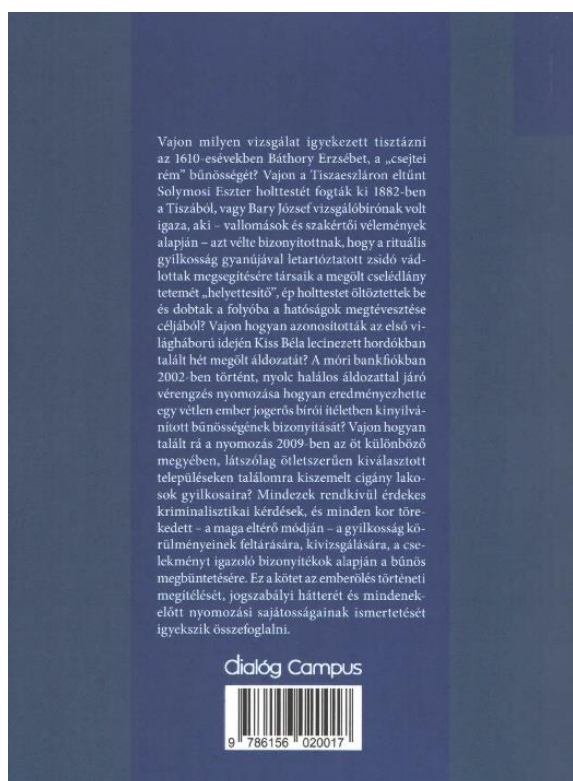 Vajon milyen vizsgálat igyekezett tisztázni
az 1610-esévekben Báthory Erzsébet, a „csejtei
rém” bűnösségét? Vajon a Tiszaeszláron eltűnt
Solymosi Eszter holttestét fogták ki 1882-ben
a Tiszából, vagy Bary József vizsgálóbírónak volt
igaza, aki – vallomások és szakértői vélemények
alapján – azt vélte bizonyítottnak, hogy a rituális
gyilkosság gyanújával letartóztatott zsidó vád-
lottak megsegítésére társaik a megölt cselédlány
tetemét „helyettesítő”, ép holttestet öltöztettek be
és dobtak a folyóba a hatóságok megtévesztése
céljából? Vajon hogyan azonosították az első vi-
lágháború idején Kiss Béla lecinezett hordókban
talált hét megölt áldozatát? A móri bankfiókban
2002-ben történt, nyolc halálos áldozattal járó
vérengzés nyomozása hogyan eredményezhette
egy vétlen ember jogerős bírói ítéletben kinyilvá-
nított bűnösségének bizonyítását? Vajon hogyan
talált rá a nyomozás 2009-ben az öt különböző
megyében, látszólag ötletszerűen kiválasztott
településeken találomra kiszemelt cigány lako-
sok gyilkosaira? Mindezek rendkívül érdekes
kriminalisztikai kérdések, és minden kor töre-
kedett – a maga eltérő módján – a gyilkosság kö-
rülményeinek feltárására, kivizsgálására, a cse-
lekményt igazoló bizonyítékok alapján a bűnös
megbüntetésére. Ez a kötet az emberölés történeti
megítélését, jogszabályi hátterét és mindenek-
előtt nyomozási sajátosságainak ismertetését
igyekszik összefoglalni.
dialóg Campus
9 786156 020017